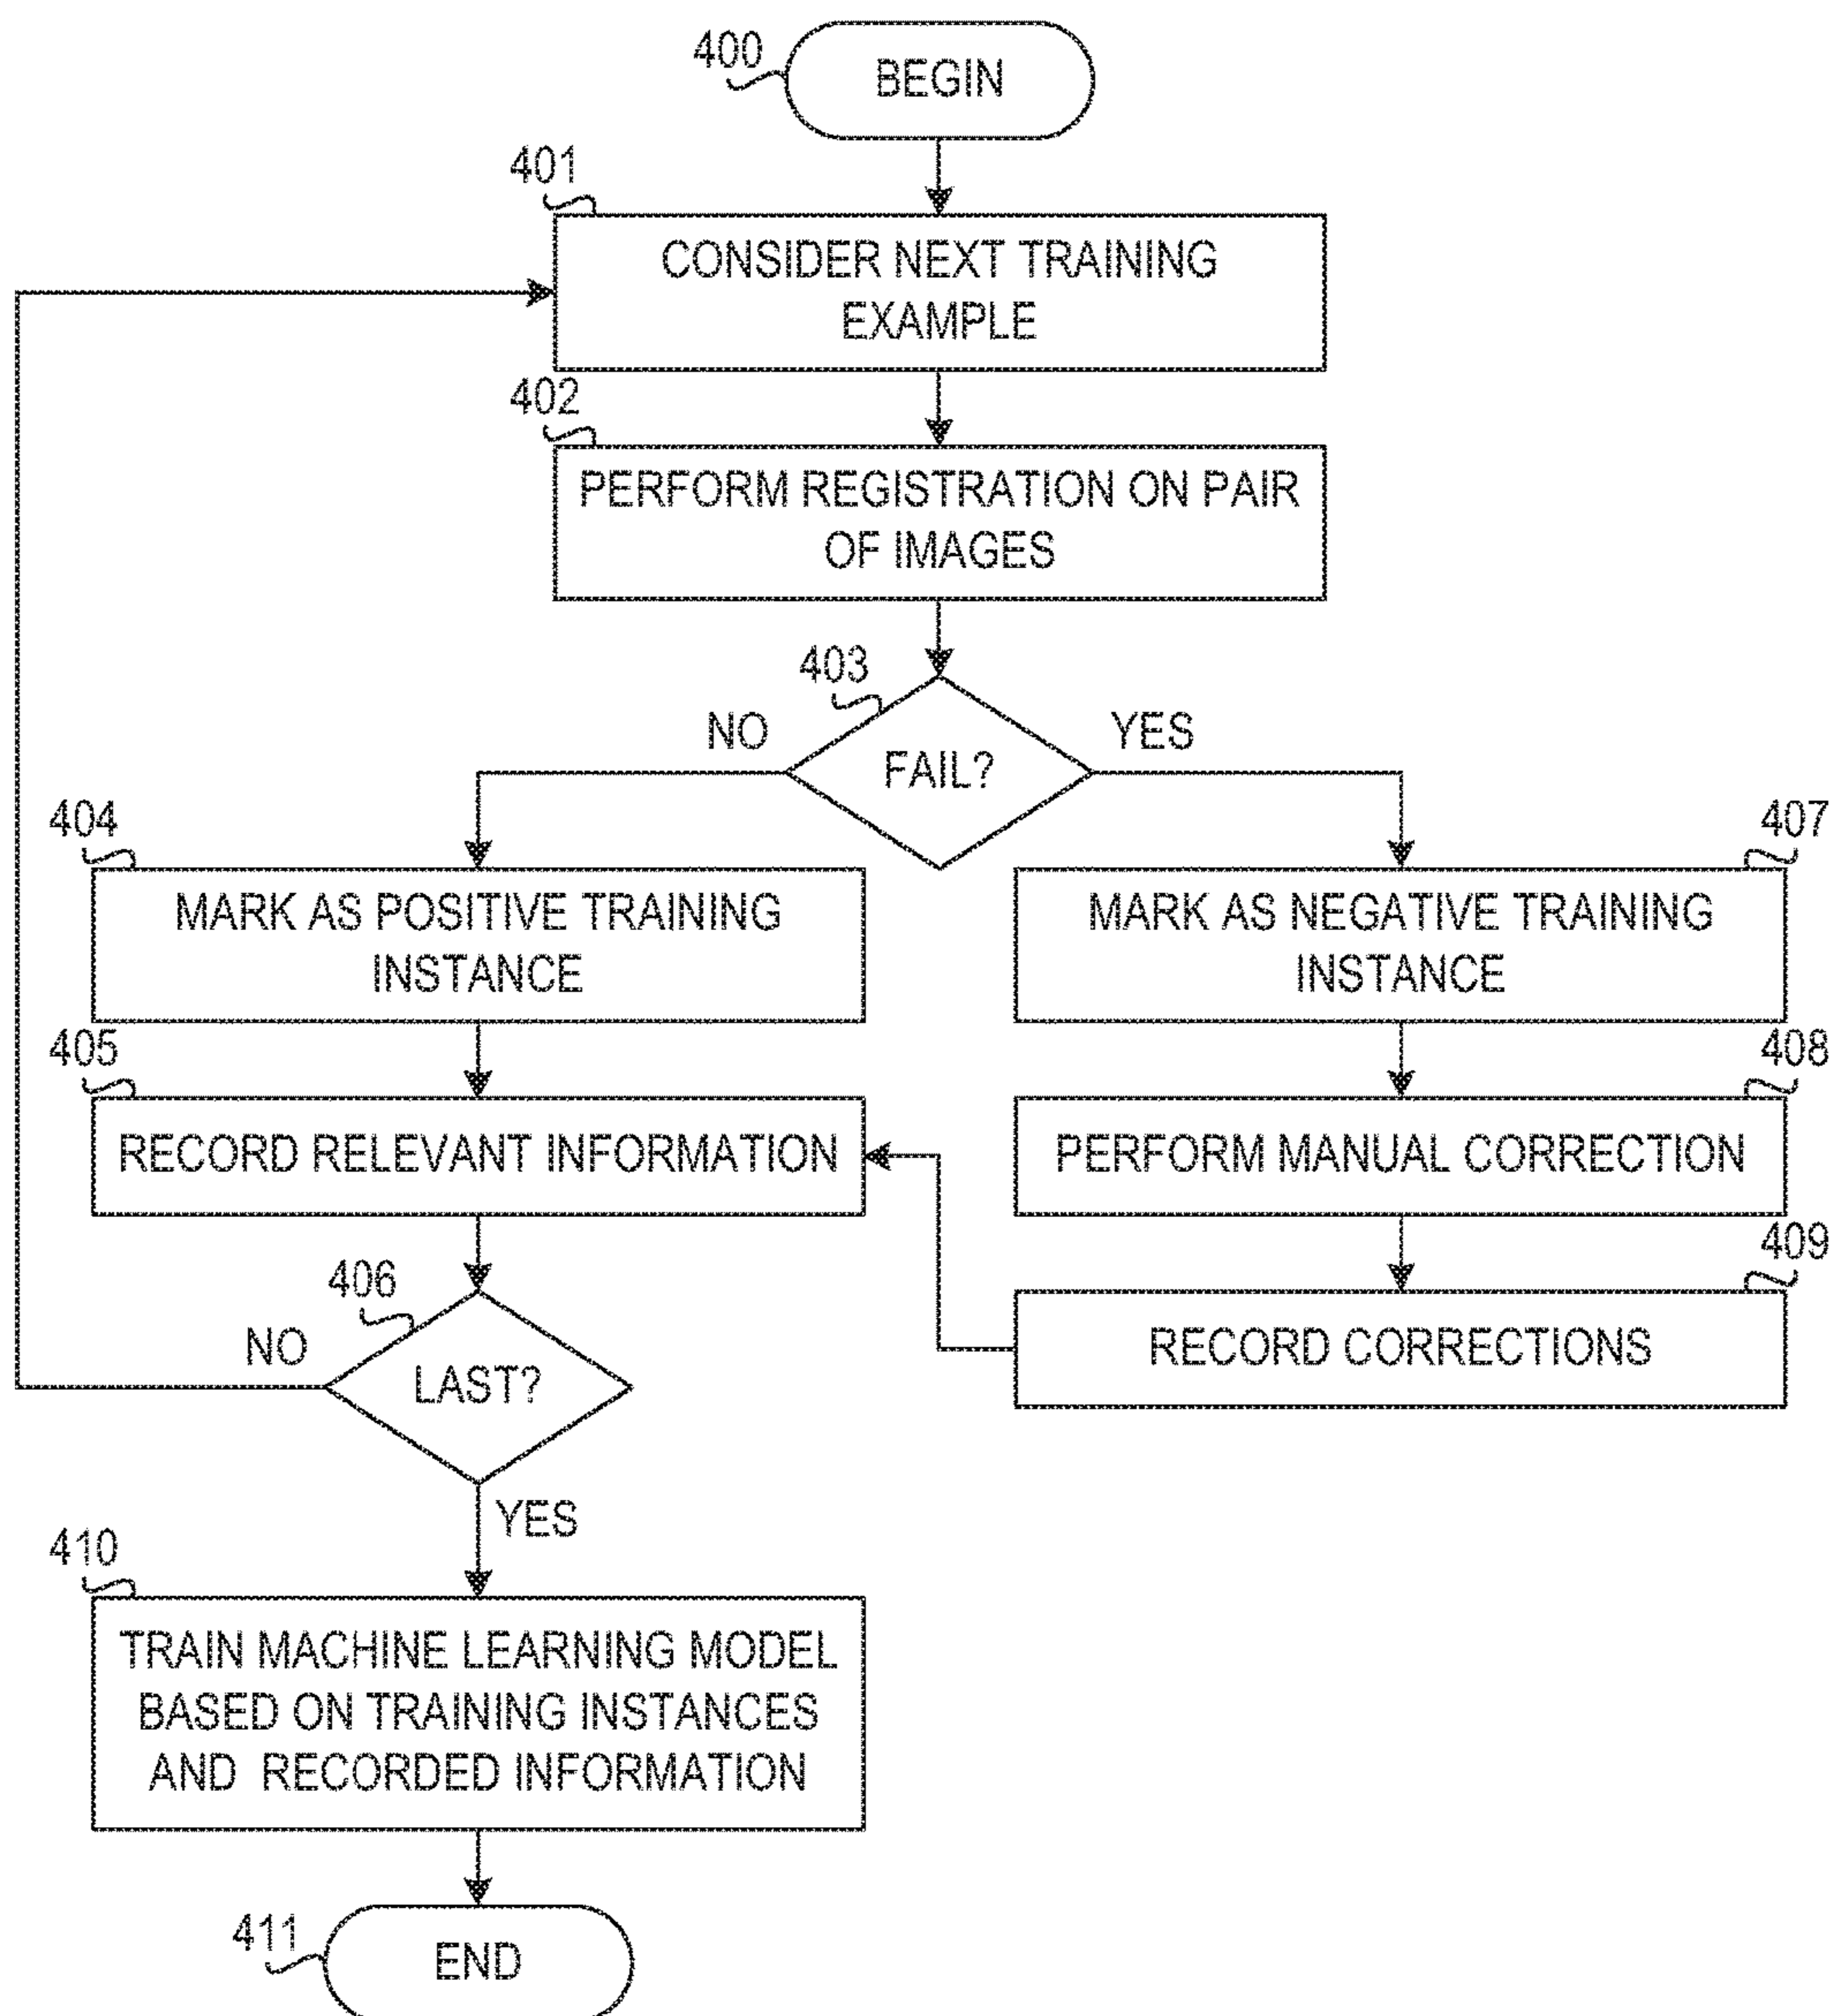 400
BEGIN
401
CONSIDER NEXT TRAINING
EXAMPLE
402
PERFORM REGISTRATION ON PAIR
OF IMAGES
403
NO
YES
FAIL?
404
MARK AS POSITIVE TRAINING
INSTANCE
407
MARK AS NEGATIVE TRAINING
INSTANCE
405
RECORD RELEVANT INFORMATION
408
PERFORM MANUAL CORRECTION
406
NO
LAST?
409
RECORD CORRECTIONS
YES
410
TRAIN MACHINE LEARNING MODEL
BASED ON TRAINING INSTANCES
AND RECORDED INFORMATION
411
END